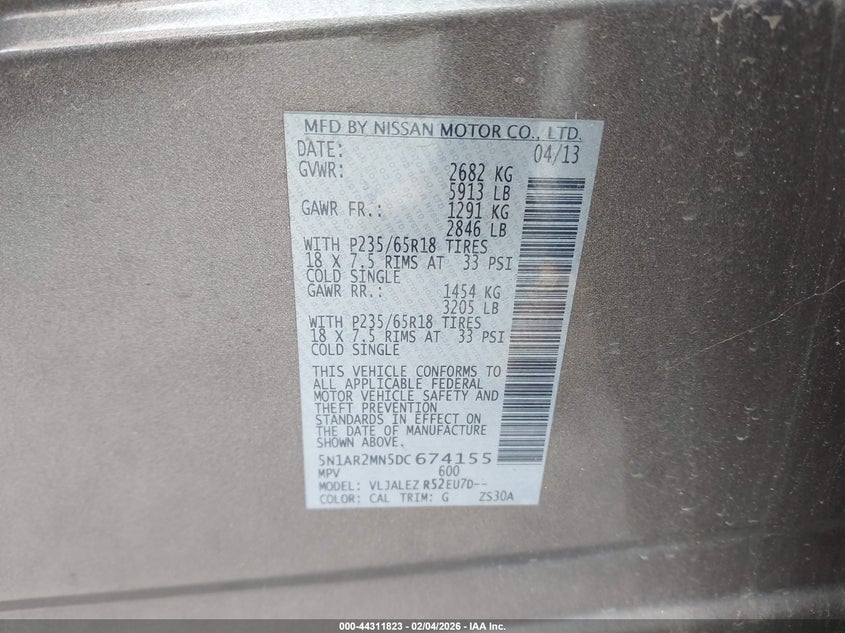 MFD BY NISSAN MOTOR CO., LTD.
DATE: 04/13
GVWR: 2682 KG
5913 LB
GAWR FR.: 1291 KG
2846 LB
WITH P235/65R18 TIRES
18 X 7.5 RIMS AT 33 PSI
COLD SINGLE
GAWR RR.: 1454 KG
3205 LB
WITH P235/65R18 TIRES
18 X 7.5 RIMS AT 33 PSI
COLD SINGLE
THIS VEHICLE CONFORMS TO
ALL APPLICABLE FEDERAL
MOTOR VEHICLE SAFETY AND
THEFT PREVENTION
STANDARDS IN EFFECT ON
THE DATE OF MANUFACTURE
SHOWN ABOVE.
5N1AR2MN5DC674155
MPV 600
MODEL: VLJALEZ R52EU7D--
COLOR: CAL TRIM: G ZS30A
000-44311823 - 02/04/2026 - IAA Inc.